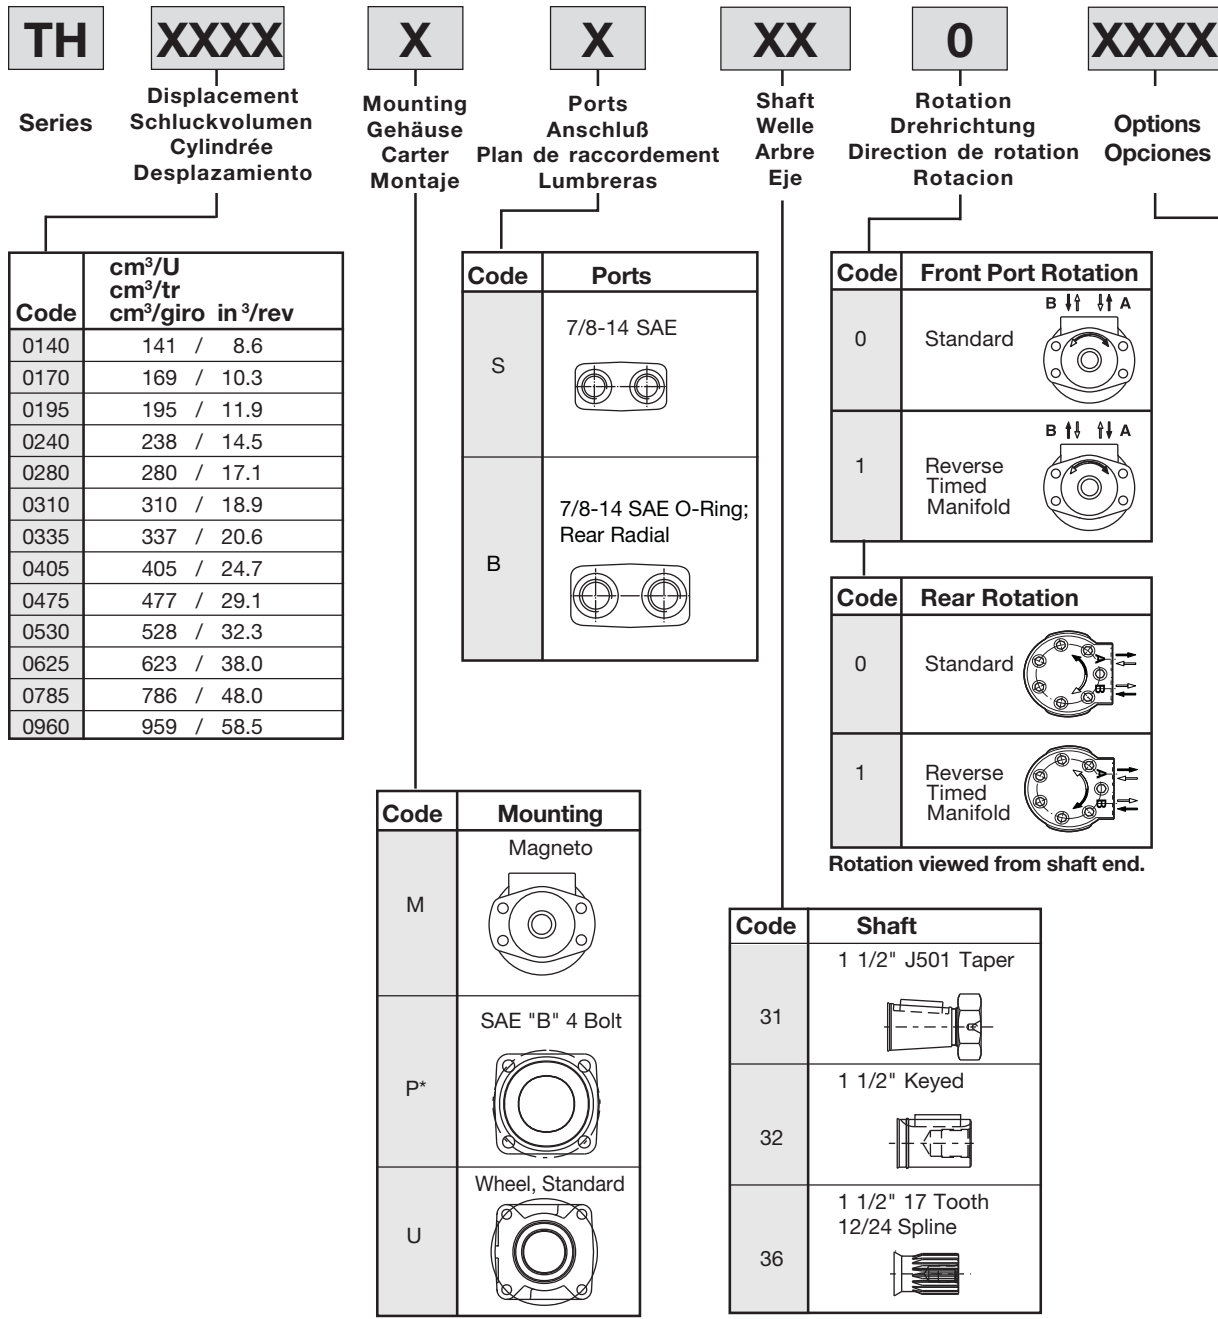 TH XXXX X X XX 0 XXXX
Series
Displacement
Schluckvolumen
Cylindrée
Desplazamiento
Mounting
Gehäuse
Carter
Montaje
Ports
Anschluß
Plan de raccordement
Lumbreras
Shaft
Welle
Arbre
Eje
Rotation
Drehrichtung
Direction de rotation
Rotacion
Options
Opciones
cm³/U
cm³/tr
Code cm³/giro in³/rev
0140 141 / 8.6
0170 169 / 10.3
0195 195 / 11.9
0240 238 / 14.5
0280 280 / 17.1
0310 310 / 18.9
0335 337 / 20.6
0405 405 / 24.7
0475 477 / 29.1
0530 528 / 32.3
0625 623 / 38.0
0785 786 / 48.0
0960 959 / 58.5
Code Ports
7/8-14 SAE
S
7/8-14 SAE O-Ring;
Rear Radial
B
Code Front Port Rotation
B A
0 Standard
B A
1 Reverse
Timed
Manifold
Code Rear Rotation
0 Standard
A
B
1 Reverse
Timed
Manifold
A
B
Rotation viewed from shaft end.
Code Mounting
Magneto
M
SAE "B" 4 Bolt
P*
Wheel, Standard
U
Code Shaft
1 1/2" J501 Taper
31
1 1/2" Keyed
32
1 1/2" 17 Tooth
12/24 Spline
36